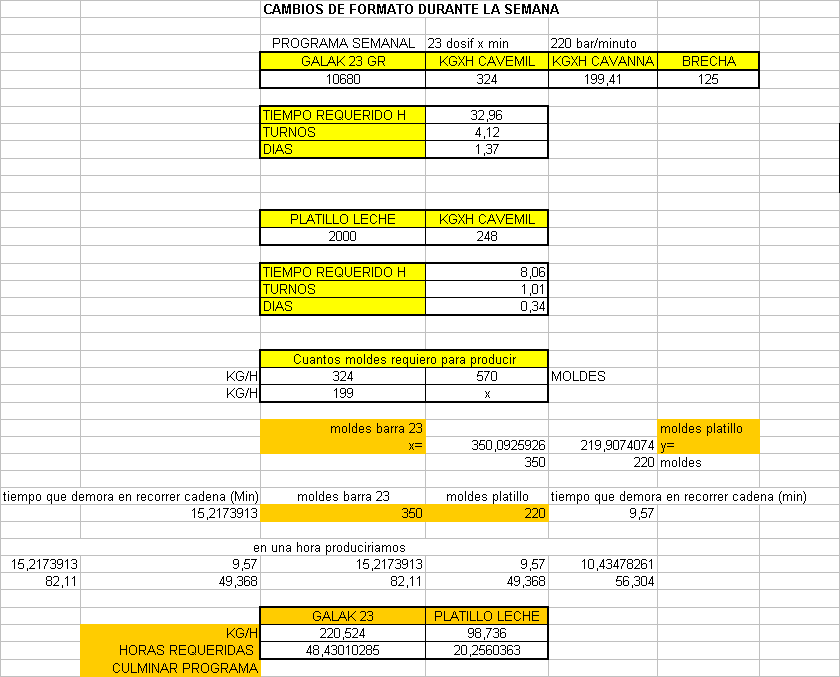 CAMBIOS DE FORMATO DURANTE LA SEMANA
PROGRAMA SEMANAL 23 dosif x min 220 bar/minuto
GALAK 23 GR KGXH CAVEMIL KGXH CAVANNA BRECHA
10680 324 199,41 125
TIEMPO REQUERIDO H 32,96
TURNOS 4,12
DIAS 1,37
PLATILLO LECHE KGXH CAVEMIL
2000 248
TIEMPO REQUERIDO H 8,06
TURNOS 1,01
DIAS 0,34
Cuantos moldes requiero para producir
KG/H 324 570 MOLDES
KG/H 199 x
moldes barra 23 moldes platillo
x= 350,0925926 219,9074074 y=
350 220 moldes
tiempo que demora en recorrer cadena (Min) moldes barra 23 moldes platillo tiempo que demora en recorrer cadena (min)
15,2173913 350 220 9,57
en una hora produciriamos
15,2173913 9,57 15,2173913 9,57 10,43478261
82,11 49,368 82,11 49,368 56,304
GALAK 23 PLATILLO LECHE
KG/H 220,524 98,736
HORAS REQUERIDAS 48,43010285 20,2560363
CULMINAR PROGRAMA